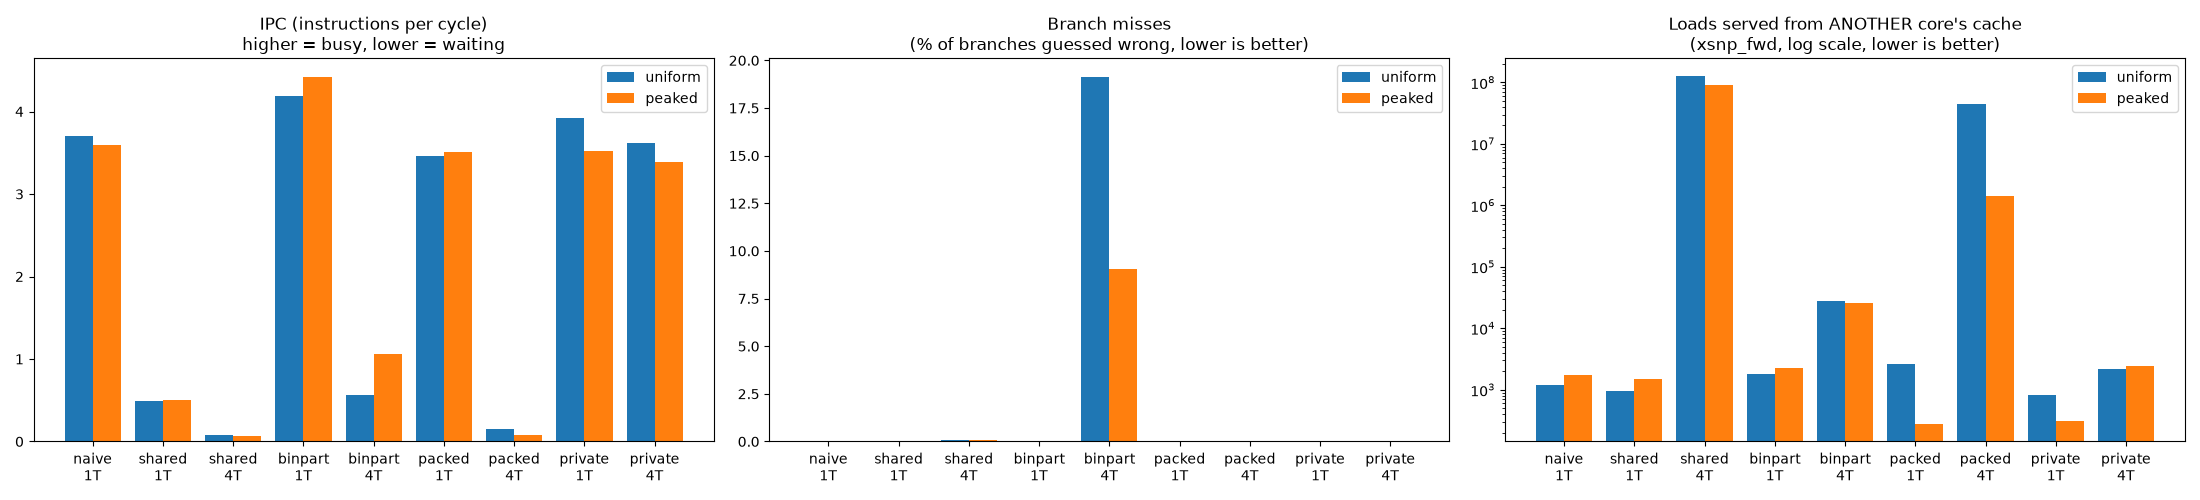 IPC (instructions per cycle)
higher = busy, lower = waiting
4
3
2
1
0
uniform
peaked
naive shared shared binpart binpart packed packed private private
1T 1T 4T 1T 4T 1T 4T 1T 4T
Branch misses
(% of branches guessed wrong, lower is better)
20.0
17.5
15.0
12.5
10.0
7.5
5.0
2.5
0.0
uniform
peaked
naive shared shared binpart binpart packed packed private private
1T 1T 4T 1T 4T 1T 4T 1T 4T
Loads served from ANOTHER core's cache
(xsnp_fwd, log scale, lower is better)
10⁸
10⁷
10⁶
10⁵
10⁴
10³
uniform
peaked
naive shared shared binpart binpart packed packed private private
1T 1T 4T 1T 4T 1T 4T 1T 4T